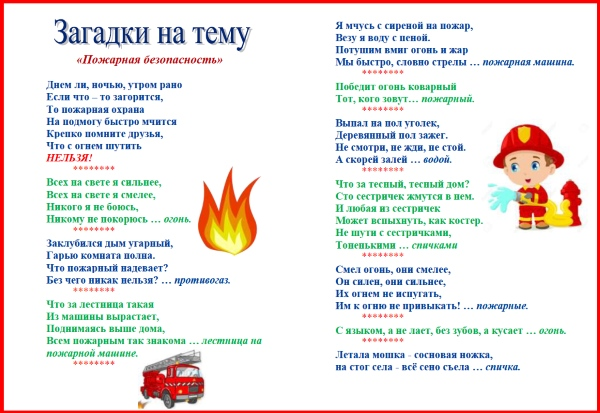 Загадки на тему
«Пожарная безопасность»
Днем ли, ночью, утром рано
Если что – то загорится,
То пожарная охрана
На подмогу быстро мчится
Крепко помните друзья,
Что с огнем шутить
НЕЛЬЗЯ!
********
Всех на свете я сильнее,
Всех на свете я смелее,
Никого я не боюсь,
Никому не покорюсь … огонь.
********
Заклубился дым угарный,
Гарью комната полна.
Что пожарный надевает?
Без чего никак нельзя? … противогаз.
********
Что за лестница такая
Из машины вырастает,
Поднимаясь выше дома,
Всем пожарным так знакома … лестница на
пожарной машине.
********
Я мчусь с сиреной на пожар,
Везу я воду с пеной.
Потушим вмиг огонь и жар
Мы быстро, словно стрелы … пожарная машина.
********
Победит огонь коварный
Тот, кого зовут… пожарный.
********
Выпал на пол уголек,
Деревянный пол зажег.
Не смотри, не жди, не стой.
А скорей залей … водой.
********
Что за тесный, тесный дом?
Сто сестричек жмутся в нем.
И любая из сестричек
Может вспыхнуть, как костер.
Не шути с сестричками,
Тоненькими … спичками
********
Смел огонь, они смелее,
Он силен, они сильнее,
Их огнем не испугать,
Им к огню не привыкать! … пожарные.
********
С языком, а не лает, без зубов, а кусает … огонь.
********
Летала мошка - сосновая ножка,
на стог села - всё сено съела … спичка.